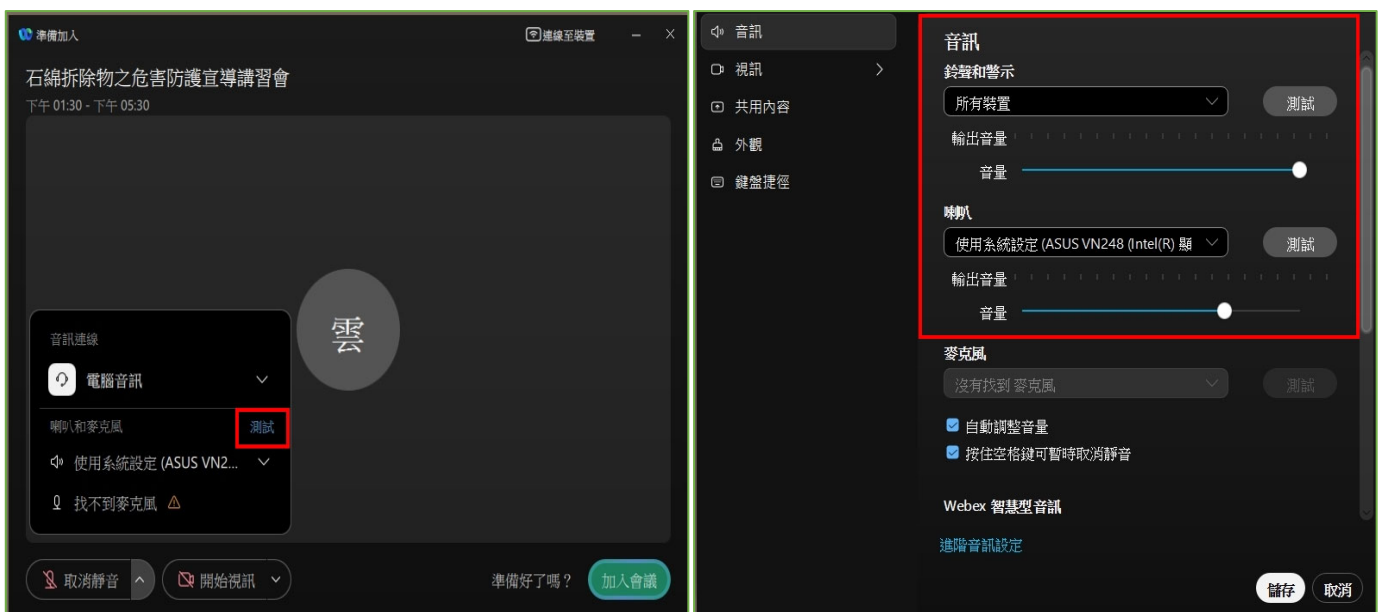 準備加入
連線至裝置
石綿拆除物之危害防護宣導講習會
下午 01:30 - 下午 05:30
雲
音訊連線
電腦音訊
喇叭和麥克風 測試
使用系統設定 (ASUS VN2...
找不到麥克風
取消靜音
開始視訊
準備好了嗎？
加入會議
音訊
視訊
共用內容
外觀
鍵盤捷徑
音訊
鈴聲和警示
所有裝置 測試
輸出音量
音量
喇叭
使用系統設定 (ASUS VN248 (Intel(R) 顯 測試
輸出音量
音量
麥克風
沒有找到 麥克風 測試
自動調整音量
按住空格鍵可暫時取消靜音
Webex 智慧型音訊
進階音訊設定
儲存 取消